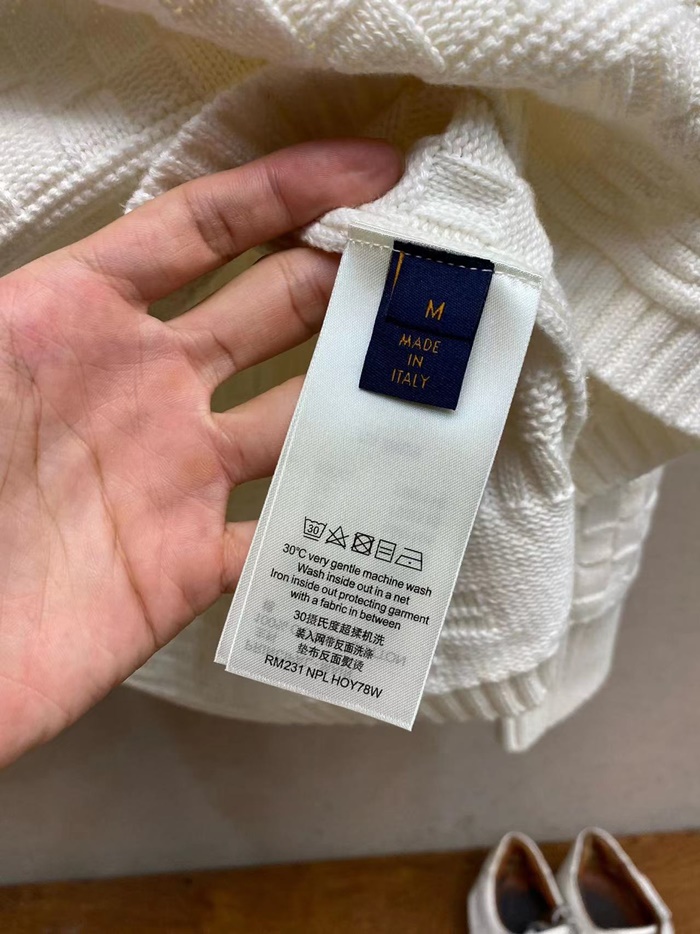 M
MADE
IN
ITALY
30
30℃ very gentle machine wash
Wash inside out in a net
Iron inside out protecting garment
with a fabric in between
30摄氏度超揉机洗
装入网带反面洗涤
垫布反面熨烫
RM231 NPL HOY78W